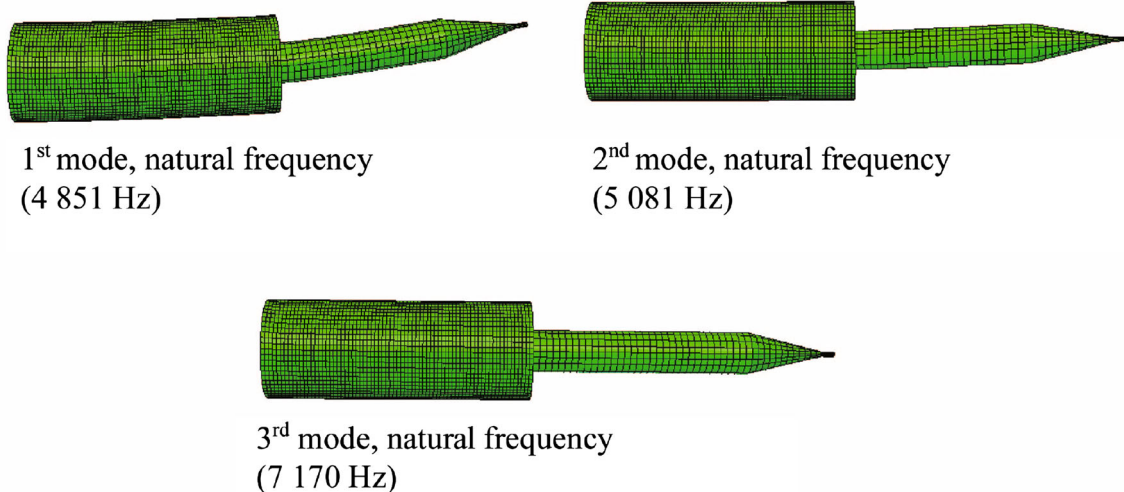 1st mode, natural frequency
(4 851 Hz)
2nd mode, natural frequency
(5 081 Hz)
3rd mode, natural frequency
(7 170 Hz)